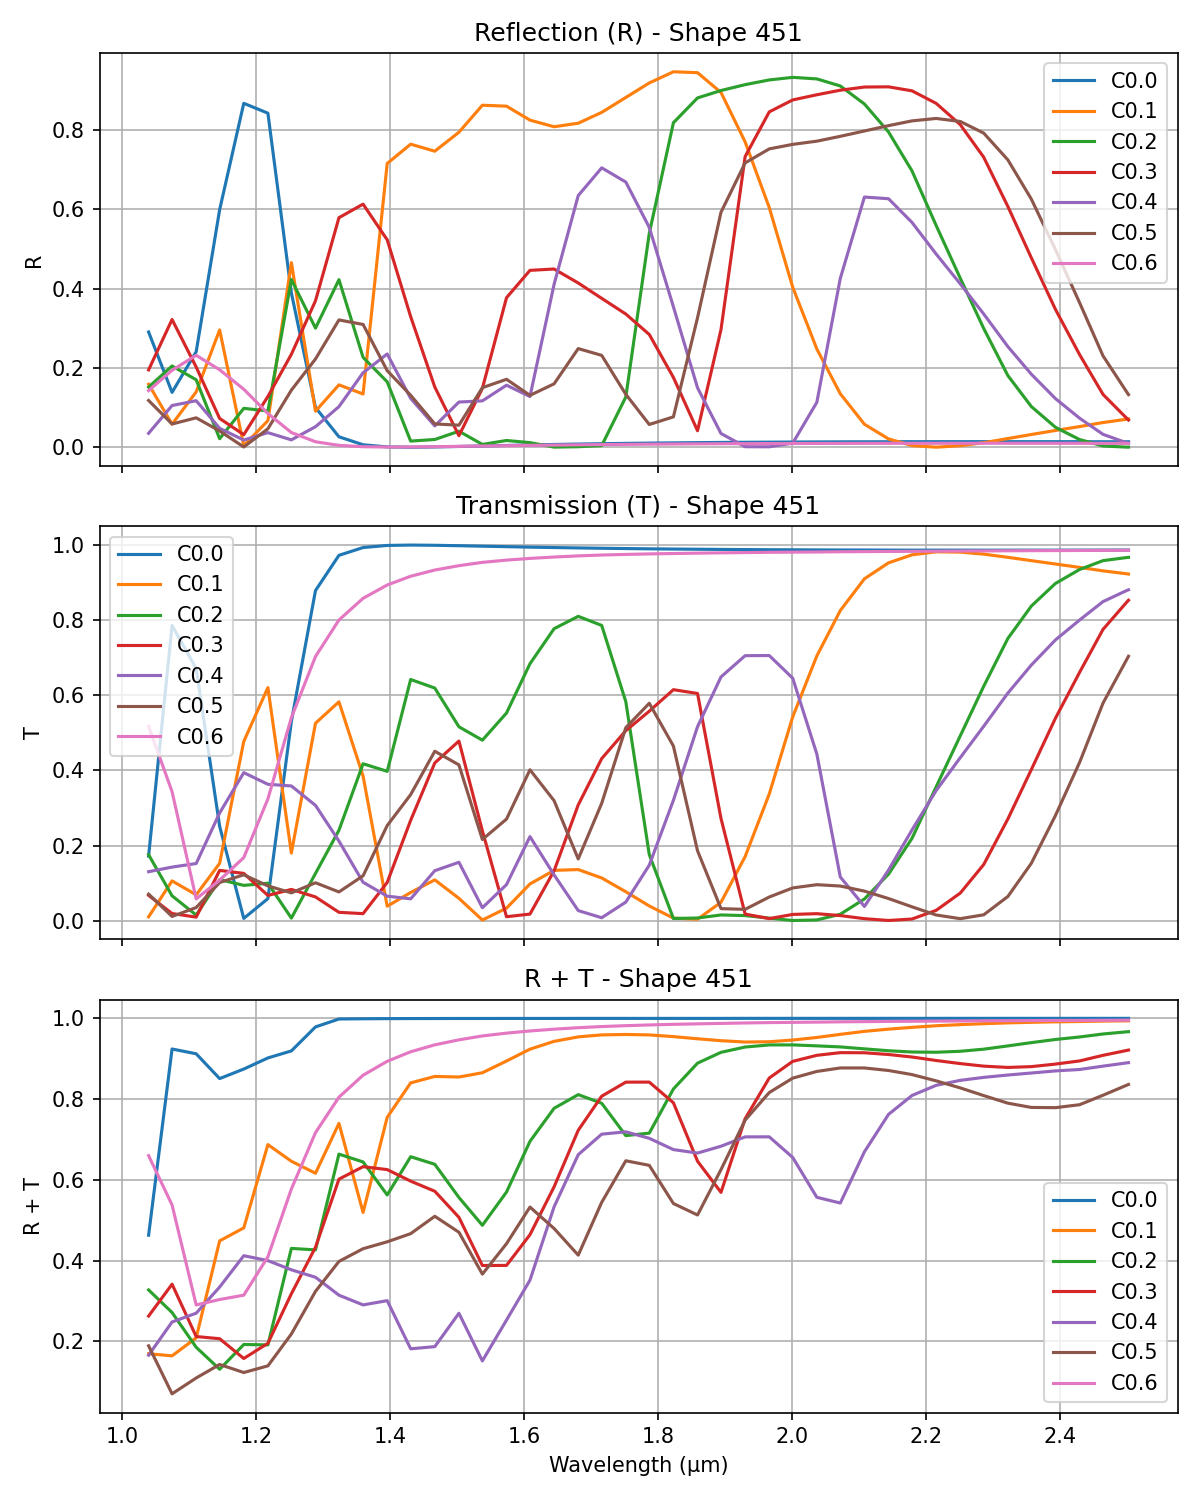 Reflection (R) - Shape 451
R
0.8
0.6
0.4
0.2
0.0
C0.0
C0.1
C0.2
C0.3
C0.4
C0.5
C0.6
Transmission (T) - Shape 451
T
1.0
0.8
0.6
0.4
0.2
0.0
C0.0
C0.1
C0.2
C0.3
C0.4
C0.5
C0.6
R + T - Shape 451
R + T
1.0
0.8
0.6
0.4
0.2
C0.0
C0.1
C0.2
C0.3
C0.4
C0.5
C0.6
1.0 1.2 1.4 1.6 1.8 2.0 2.2 2.4
Wavelength (μm)